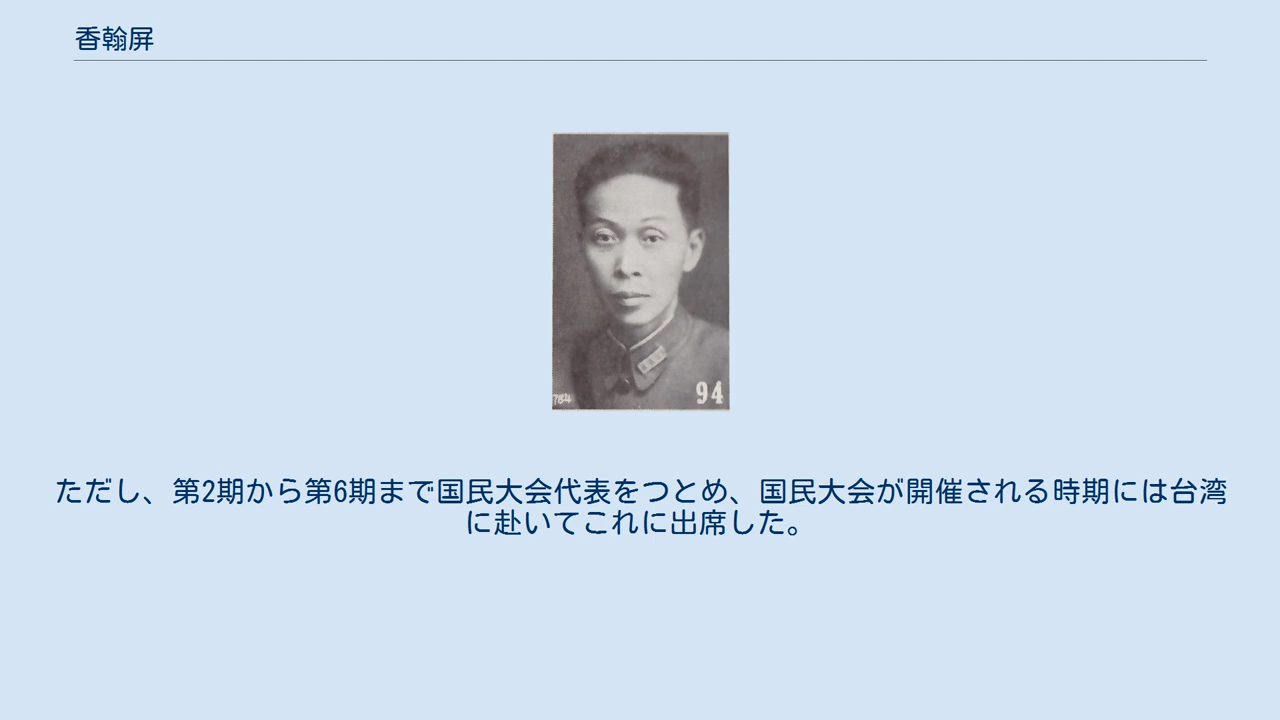 香翰屏
784
94
ただし、第2期から第6期まで国民大会代表をつとめ、国民大会が開催される時期には台湾
に赴いてこれに出席した。